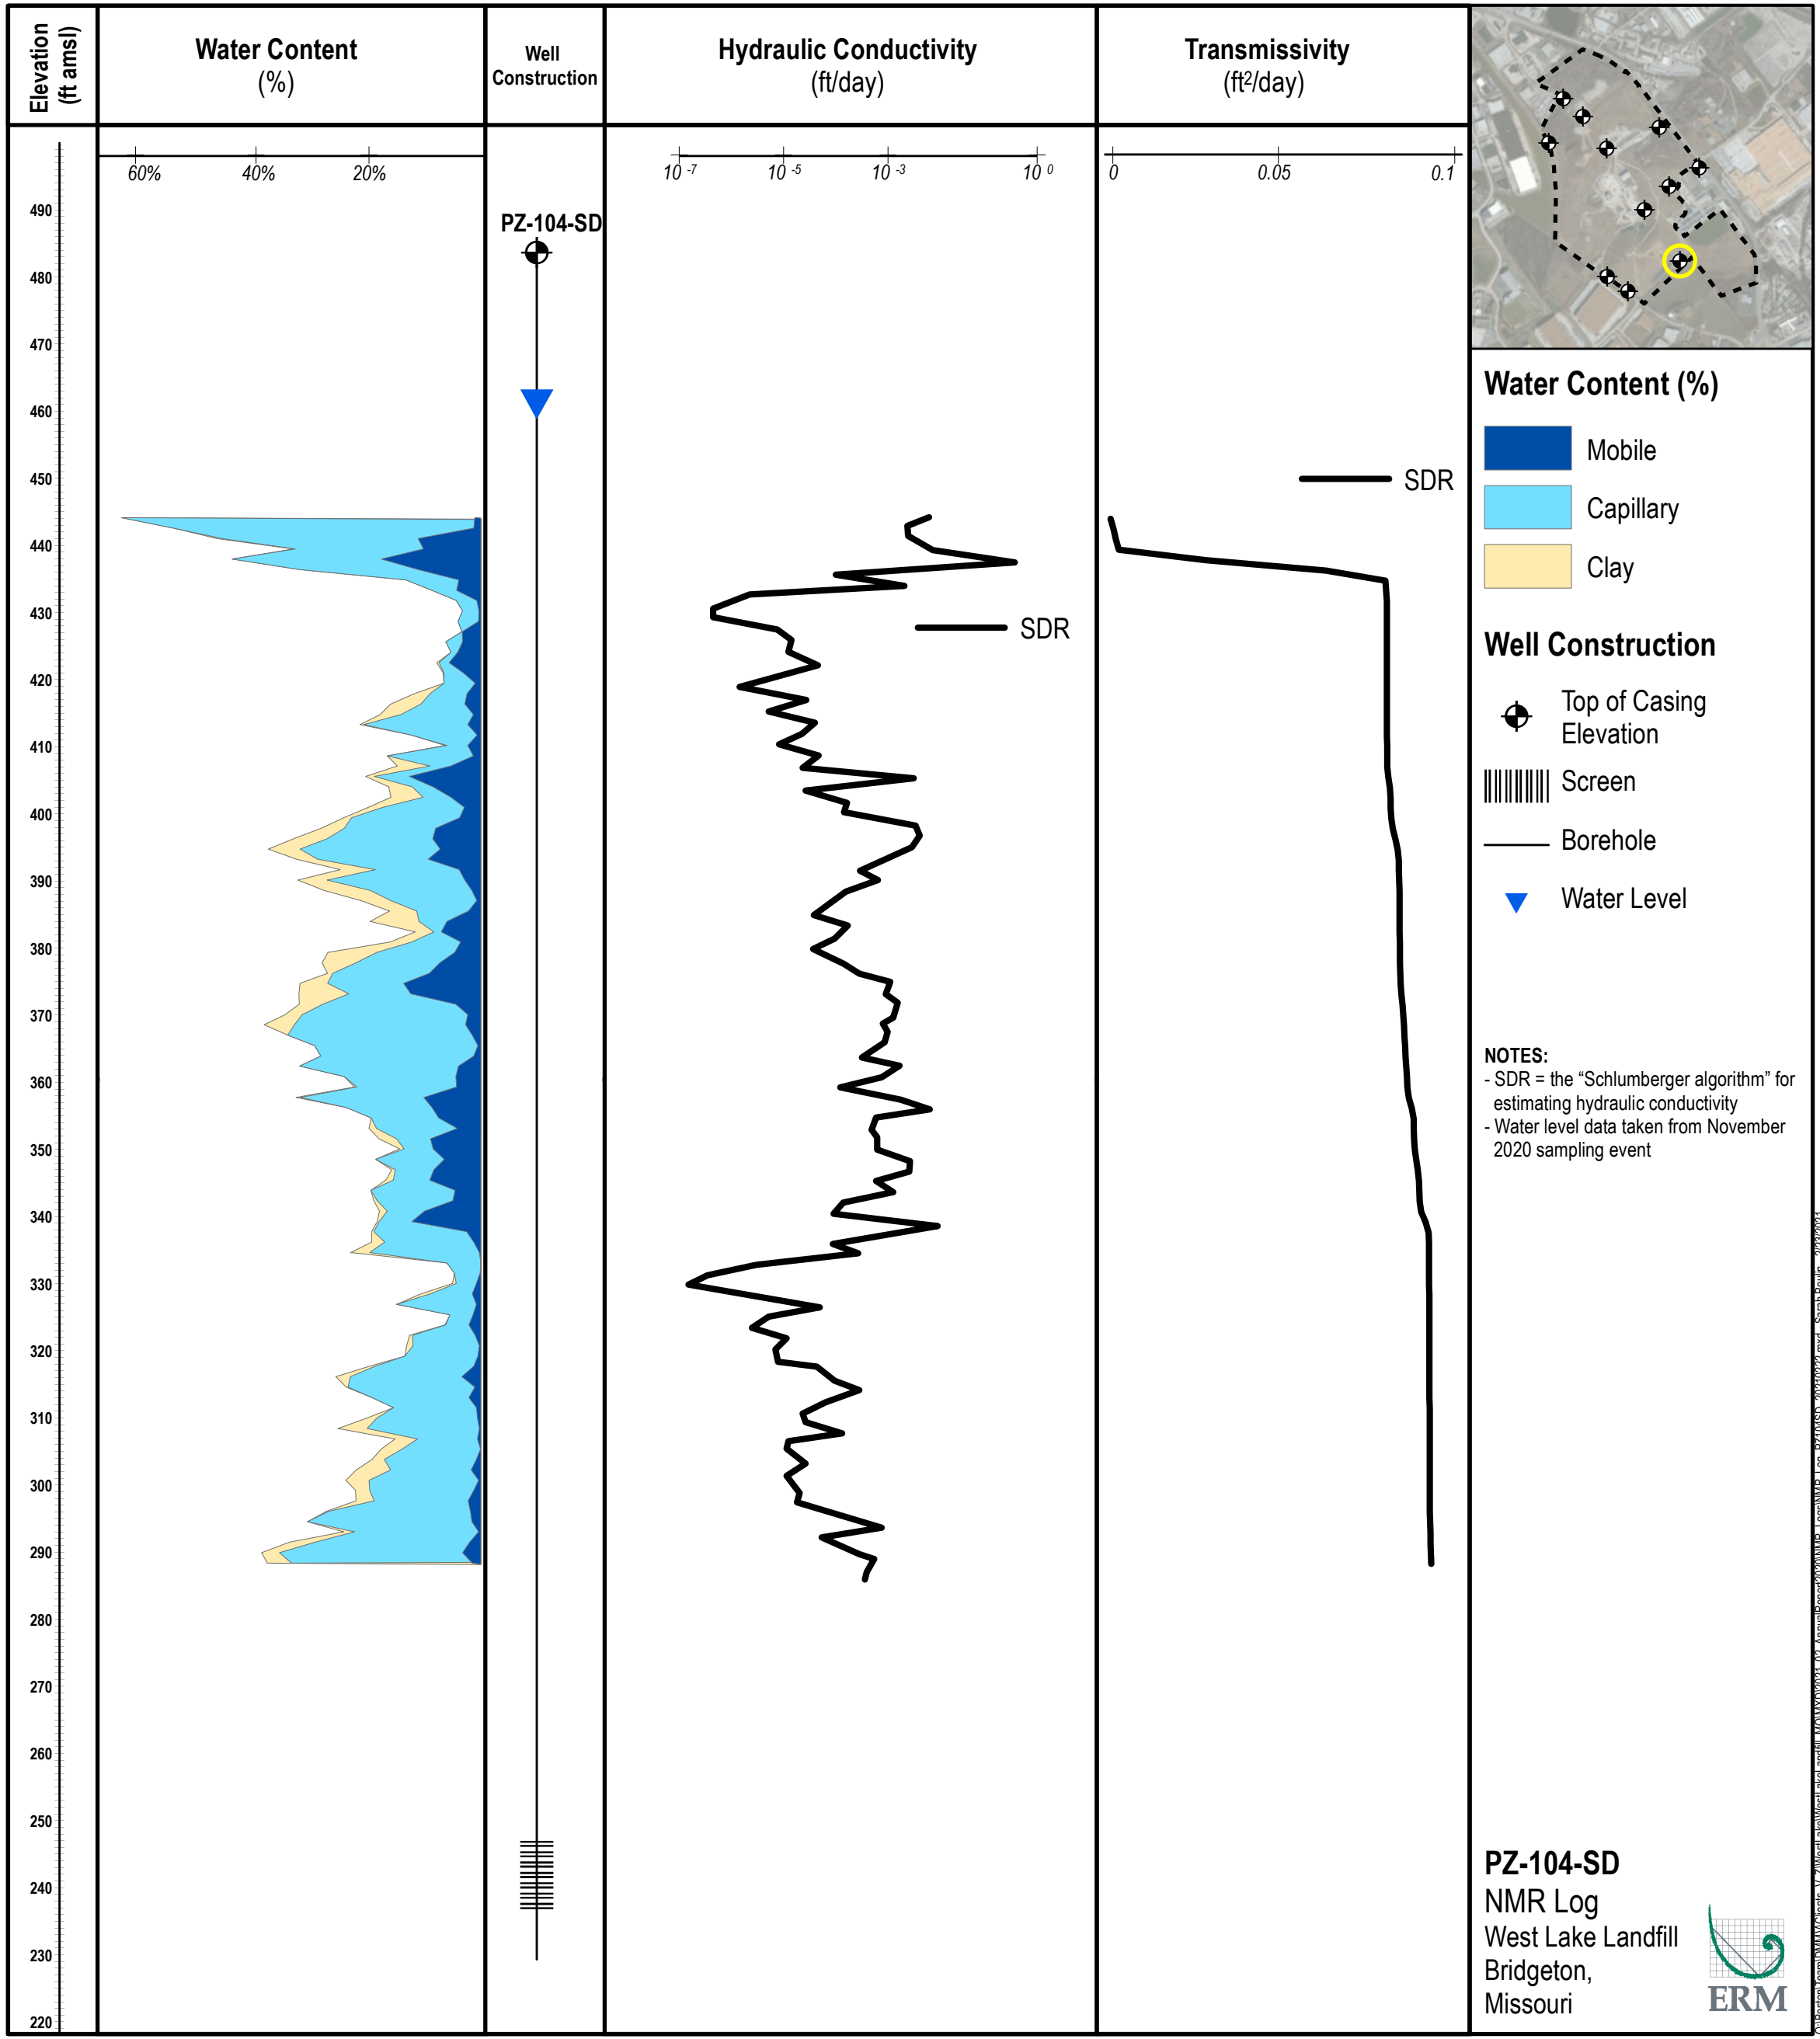 Elevation
(ft amsl)
Water Content
(%)
Well
Construction
Hydraulic Conductivity
(ft/day)
Transmissivity
(ft²/day)
60%
40%
20%
10 -7
10 -5
10 -3
10 0
0
0.05
0.1
490
480
470
460
450
440
430
420
410
400
390
380
370
360
350
340
330
320
310
300
290
280
270
260
250
240
230
220
PZ-104-SD
SDR
SDR
Water Content (%)
Mobile
Capillary
Clay
Well Construction
Top of Casing
Elevation
Screen
Borehole
Water Level
NOTES:
- SDR = the “Schlumberger algorithm” for
estimating hydraulic conductivity
- Water level data taken from November
2020 sampling event
PZ-104-SD
NMR Log
West Lake Landfill
Bridgeton,
Missouri
ERM